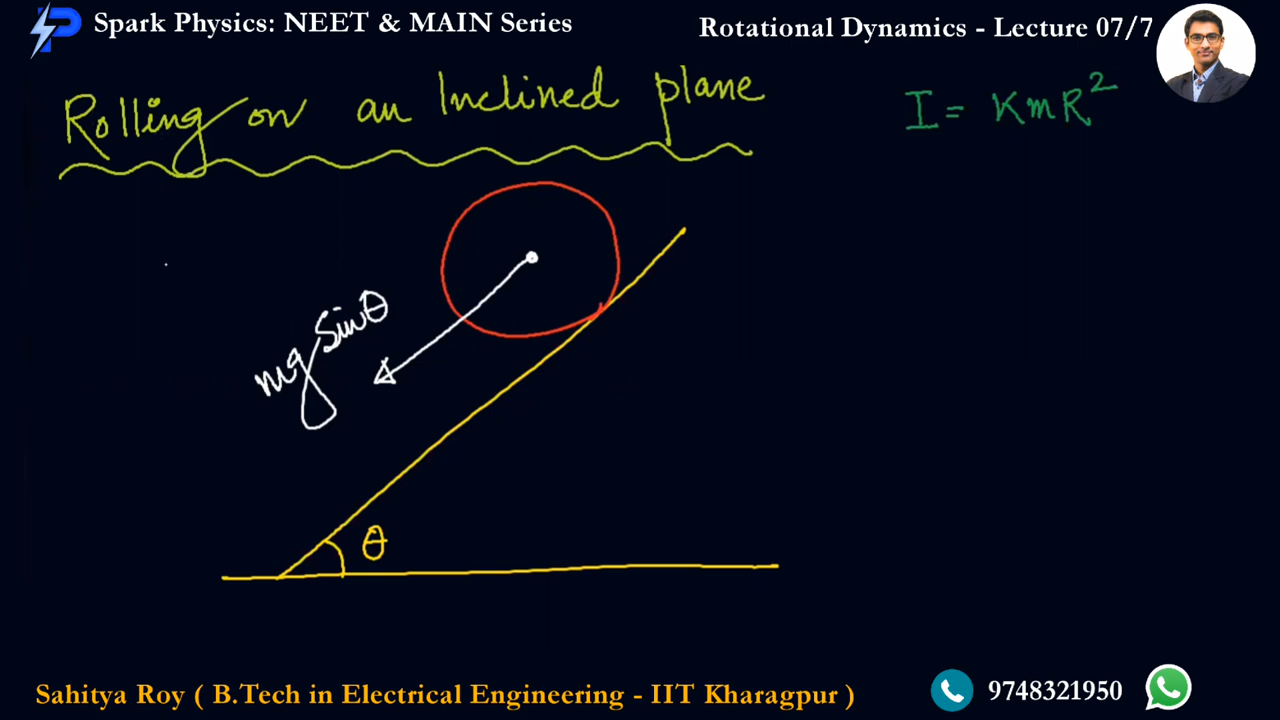 Spark Physics: NEET & MAIN Series
Rotational Dynamics - Lecture 07/7
Rolling on an Inclined plane
I = KmR²
mg Sinθ
θ
Sahitya Roy ( B.Tech in Electrical Engineering - IIT Kharagpur )
9748321950